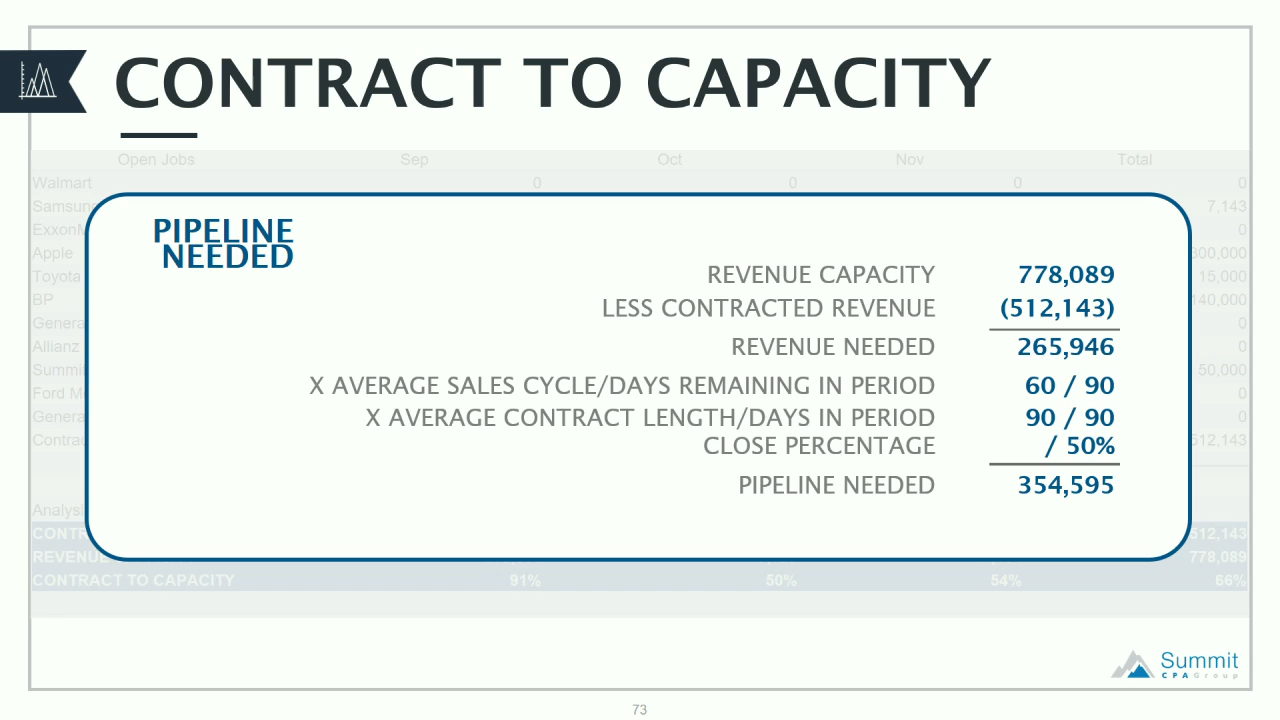 CONTRACT TO CAPACITY
Open Jobs Sep Oct Nov Total
Walmart 0 0 0 0
7,143
0
Apple
Toyota 15,000
BP
0
Allianz 0
50,000
0
0
PIPELINE
NEEDED
REVENUE CAPACITY 778,089
LESS CONTRACTED REVENUE (512,143)
REVENUE NEEDED 265,946
X AVERAGE SALES CYCLE/DAYS REMAINING IN PERIOD 60 / 90
X AVERAGE CONTRACT LENGTH/DAYS IN PERIOD 90 / 90
CLOSE PERCENTAGE / 50%
PIPELINE NEEDED 354,595
512,143
778,089
CONTRACT TO CAPACITY 91% 50% 54% 66%
Summit
CPA Group
73